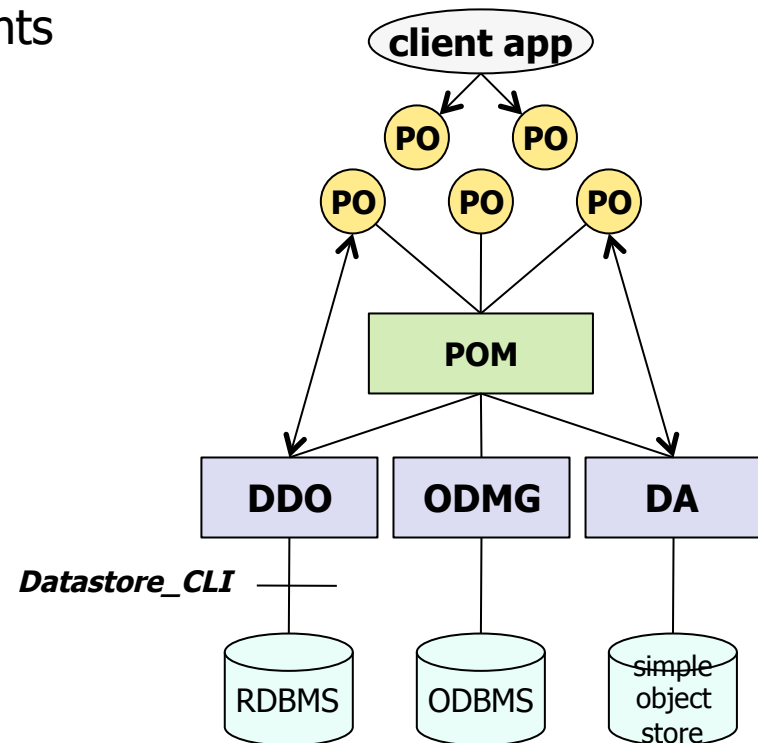 nts
client app
PO PO
PO PO PO
POM
DDO ODMG DA
Datastore_CLI
RDBMS ODBMS simple
object
store